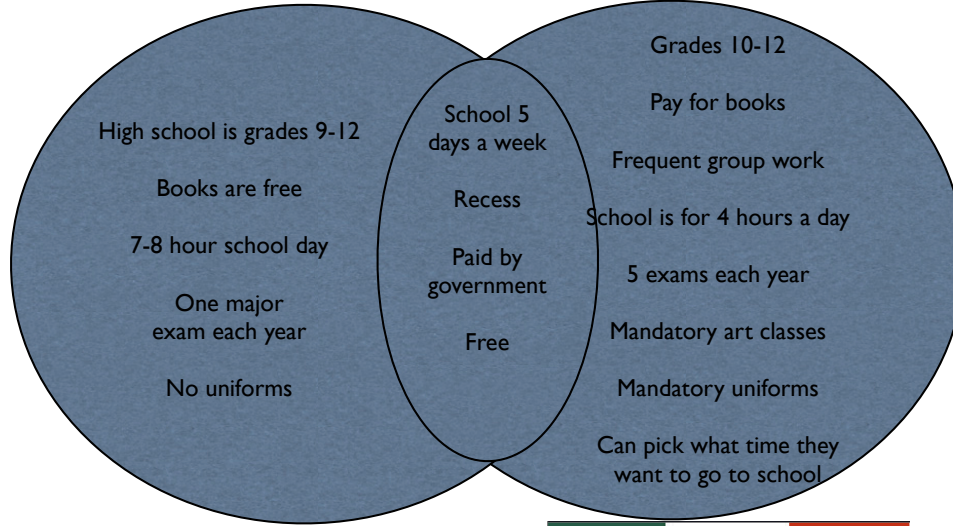 High school is grades 9-12
Books are free
7-8 hour school day
One major
exam each year
No uniforms
School 5
days a week
Recess
Paid by
government
Free
Grades 10-12
Pay for books
Frequent group work
School is for 4 hours a day
5 exams each year
Mandatory art classes
Mandatory uniforms
Can pick what time they
want to go to school